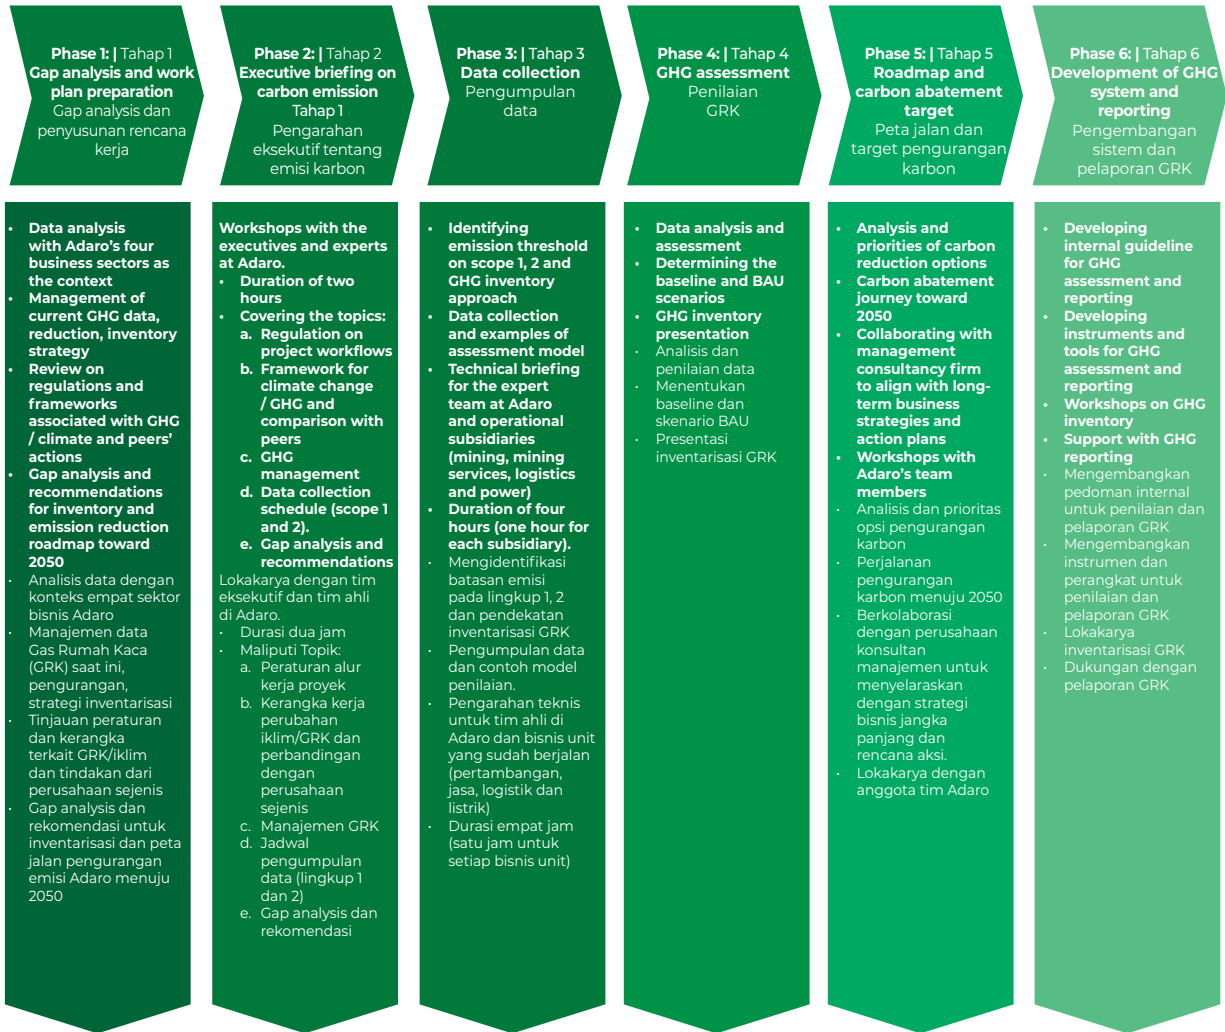 Phase 1: | Tahap 1
Gap analysis and work
plan preparation
Gap analysis dan
penyusunan rencana
kerja
Phase 2: | Tahap 2
Executive briefing on
carbon emission
Tahap 1
Pengarahan
eksekutif tentang
emisi karbon
Phase 3: | Tahap 3
Data collection
Pengumpulan
data
Phase 4: | Tahap 4
GHG assessment
Penilaian
GRK
Phase 5: | Tahap 5
Roadmap and
carbon abatement
target
Peta jalan dan
target pengurangan
karbon
Phase 6: | Tahap 6
Development of GHG
system and
reporting
Pengembangan
sistem dan
pelaporan GRK
• Data analysis
with Adaro's four
business sectors as
the context
• Management of
current GHG data,
reduction, inventory
strategy
• Review on
regulations and
frameworks
associated with GHG
/ climate and peers'
actions
• Gap analysis and
recommendations
for inventory and
emission reduction
roadmap toward
2050
• Analisis data dengan
konteks empat sektor
bisnis Adaro
• Manajemen data
Gas Rumah Kaca
(GRK) saat ini,
pengurangan,
strategi inventarisasi
• Tinjauan peraturan
dan kerangka
terkait GRK/iklim
dan tindakan dari
perusahaan sejenis
• Gap analysis dan
rekomendasi untuk
inventarisasi dan peta
jalan pengurangan
emisi Adaro menuju
2050
Workshops with the
executives and experts
at Adaro.
• Duration of two
hours
• Covering the topics:
a. Regulation on
project workflows
b. Framework for
climate change
/ GHG and
comparison with
peers
c. GHG
management
d. Data collection
schedule (scope 1
and 2).
e. Gap analysis and
recommendations
Lokakarya dengan tim
eksekutif dan tim ahli
di Adaro.
• Durasi dua jam
• Maliputi Topik:
a. Peraturan alur
kerja proyek
b. Kerangka kerja
perubahan
iklim/GRK dan
perbandingan
dengan
perusahaan
sejenis
c. Manajemen GRK
d. Jadwal
pengumpulan
data (lingkup 1
dan 2)
e. Gap analysis dan
rekomendasi
• Identifying
emission threshold
on scope 1, 2 and
GHG inventory
approach
• Data collection
and examples of
assessment model
• Technical briefing
for the expert
team at Adaro
and operational
subsidiaries
(mining, mining
services, logistics
and power)
• Duration of four
hours (one hour for
each subsidiary).
• Mengidentifikasi
batasan emisi
pada lingkup 1, 2
dan pendekatan
inventarisasi GRK
• Pengumpulan data
dan contoh model
penilaian.
• Pengarahan teknis
untuk tim ahli di
Adaro dan bisnis unit
yang sudah berjalan
(pertambangan,
jasa, logistik dan
listrik)
• Durasi empat jam
(satu jam untuk
setiap bisnis unit)
• Data analysis and
assessment
• Determining the
baseline and BAU
scenarios
• GHG inventory
presentation
• Analisis dan
penilaian data
• Menentukan
baseline dan
skenario BAU
• Presentasi
inventarisasi GRK
• Analysis and
priorities of carbon
reduction options
• Carbon abatement
journey toward
2050
• Collaborating with
management
consultancy firm
to align with long-
term business
strategies and
action plans
• Workshops with
Adaro's team
members
• Analisis dan prioritas
opsi pengurangan
karbon
• Perjalanan
pengurangan
karbon menuju 2050
• Berkolaborasi
dengan perusahaan
konsultan
manajemen untuk
menyelaraskan
dengan strategi
bisnis jangka
panjang dan
rencana aksi.
• Lokakarya dengan
anggota tim Adaro
• Developing
internal guideline
for GHG
assessment and
reporting
• Developing
instruments and
tools for GHG
assessment and
reporting
• Workshops on GHG
inventory
• Support with GHG
reporting
• Mengembangkan
pedoman internal
untuk penilaian dan
pelaporan GRK
• Mengembangkan
instrumen dan
perangkat untuk
penilaian dan
pelaporan GRK
• Lokakarya
inventarisasi GRK
• Dukungan dengan
pelaporan GRK